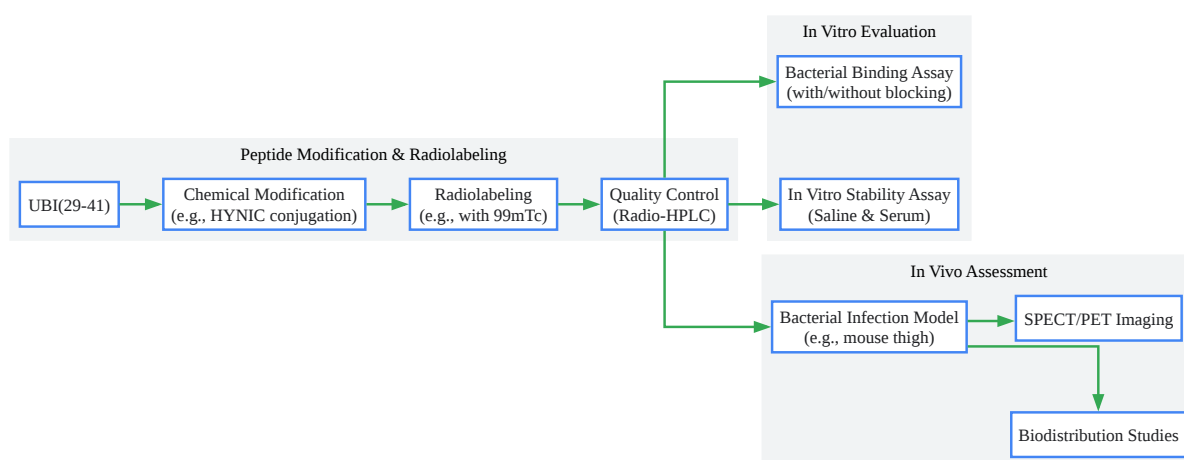 In Vitro Evaluation
Bacterial Binding Assay
(with/without blocking)
Peptide Modification & Radiolabeling
UBI(29-41)
Chemical Modification
(e.g., HYNIC conjugation)
Radiolabeling
(e.g., with 99mTc)
Quality Control
(Radio-HPLC)
In Vitro Stability Assay
(Saline & Serum)
In Vivo Assessment
Bacterial Infection Model
(e.g., mouse thigh)
SPECT/PET Imaging
Biodistribution Studies